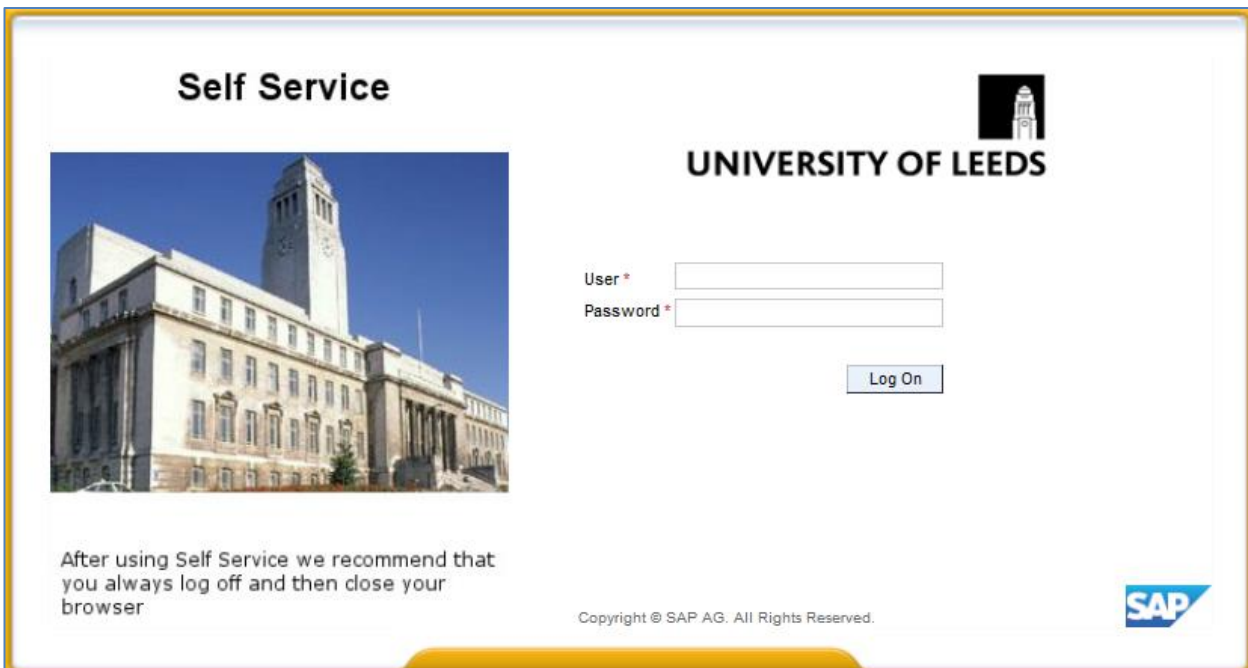 Self Service
UNIVERSITY OF LEEDS
User *
Password *
Log On
After using Self Service we recommend that
you always log off and then close your
browser
Copyright © SAP AG. All Rights Reserved.
SAP